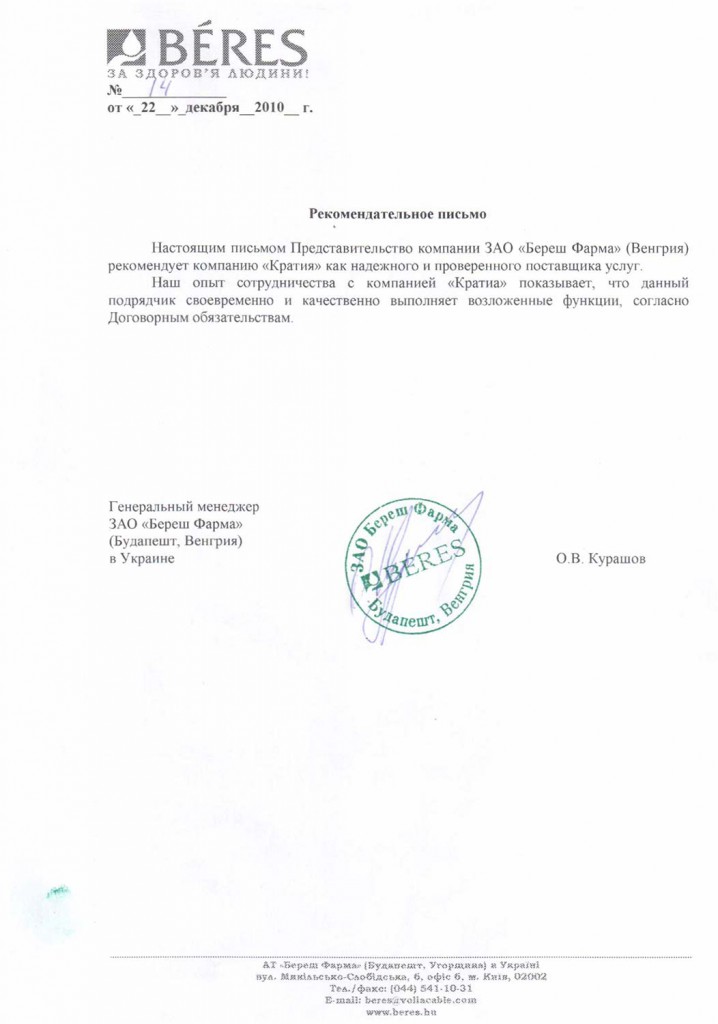 BÉRES
ЗА ЗДОРОВ'Я ЛЮДИНИ!
№ 14
от «_22__»_декабря__2010__ г.
Рекомендательное письмо
Настоящим письмом Представительство компании ЗАО «Береш Фарма» (Венгрия)
рекомендует компанию «Кратия» как надежного и проверенного поставщика услуг.
Наш опыт сотрудничества с компанией «Кратиа» показывает, что данный
подрядчик своевременно и качественно выполняет возложенные функции, согласно
Договорным обязательствам.
Генеральный менеджер
ЗАО «Береш Фарма»
(Будапешт, Венгрия)
в Украине
ЗАО Береш Фарма
BÉRES
Будапешт, Венгрия
О.В. Курашов
АТ «Береш Фарма» (Будапешт, Угорщина) в Україні
вул. Микільсько-Слобідська, 6, офіс 6, м. Київ, 02002
Тел./факс: (044) 541-10-31
E-mail: beres@voliacable.com
www.beres.hu